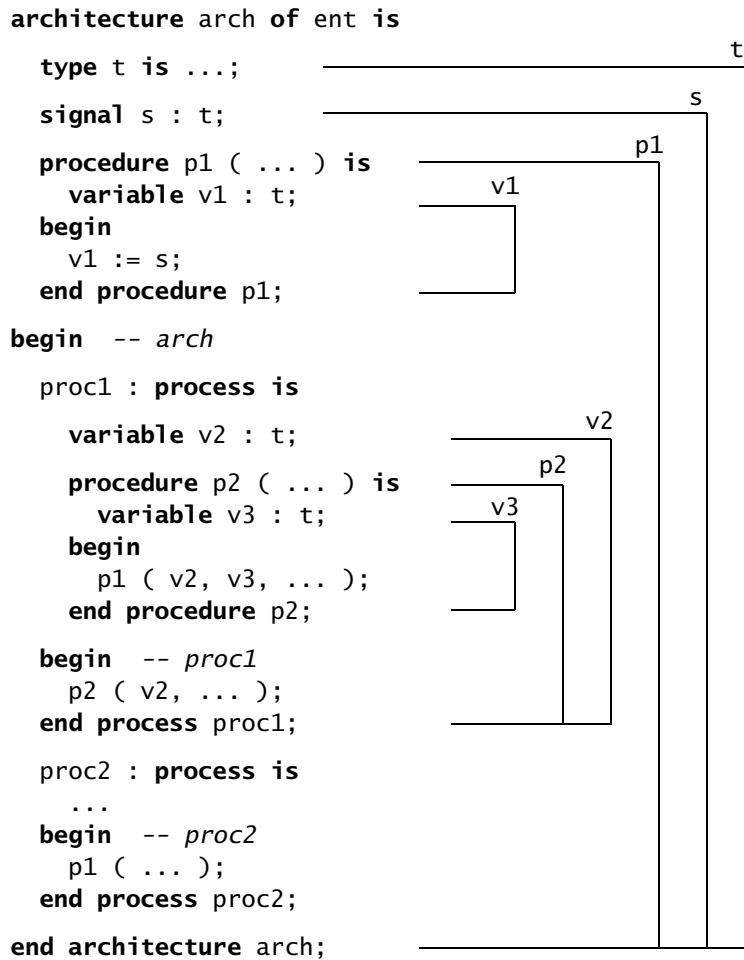 architecture arch of ent is
t
type t is ...;
s
signal s : t;
p1
procedure p1 ( ... ) is
v1
variable v1 : t;
begin
v1 := s;
end procedure p1;
begin -- arch
proc1 : process is
v2
variable v2 : t;
p2
procedure p2 ( ... ) is
v3
variable v3 : t;
begin
p1 ( v2, v3, ... );
end procedure p2;
begin -- proc1
p2 ( v2, ... );
end process proc1;
proc2 : process is
...
begin -- proc2
p1 ( ... );
end process proc2;
end architecture arch;